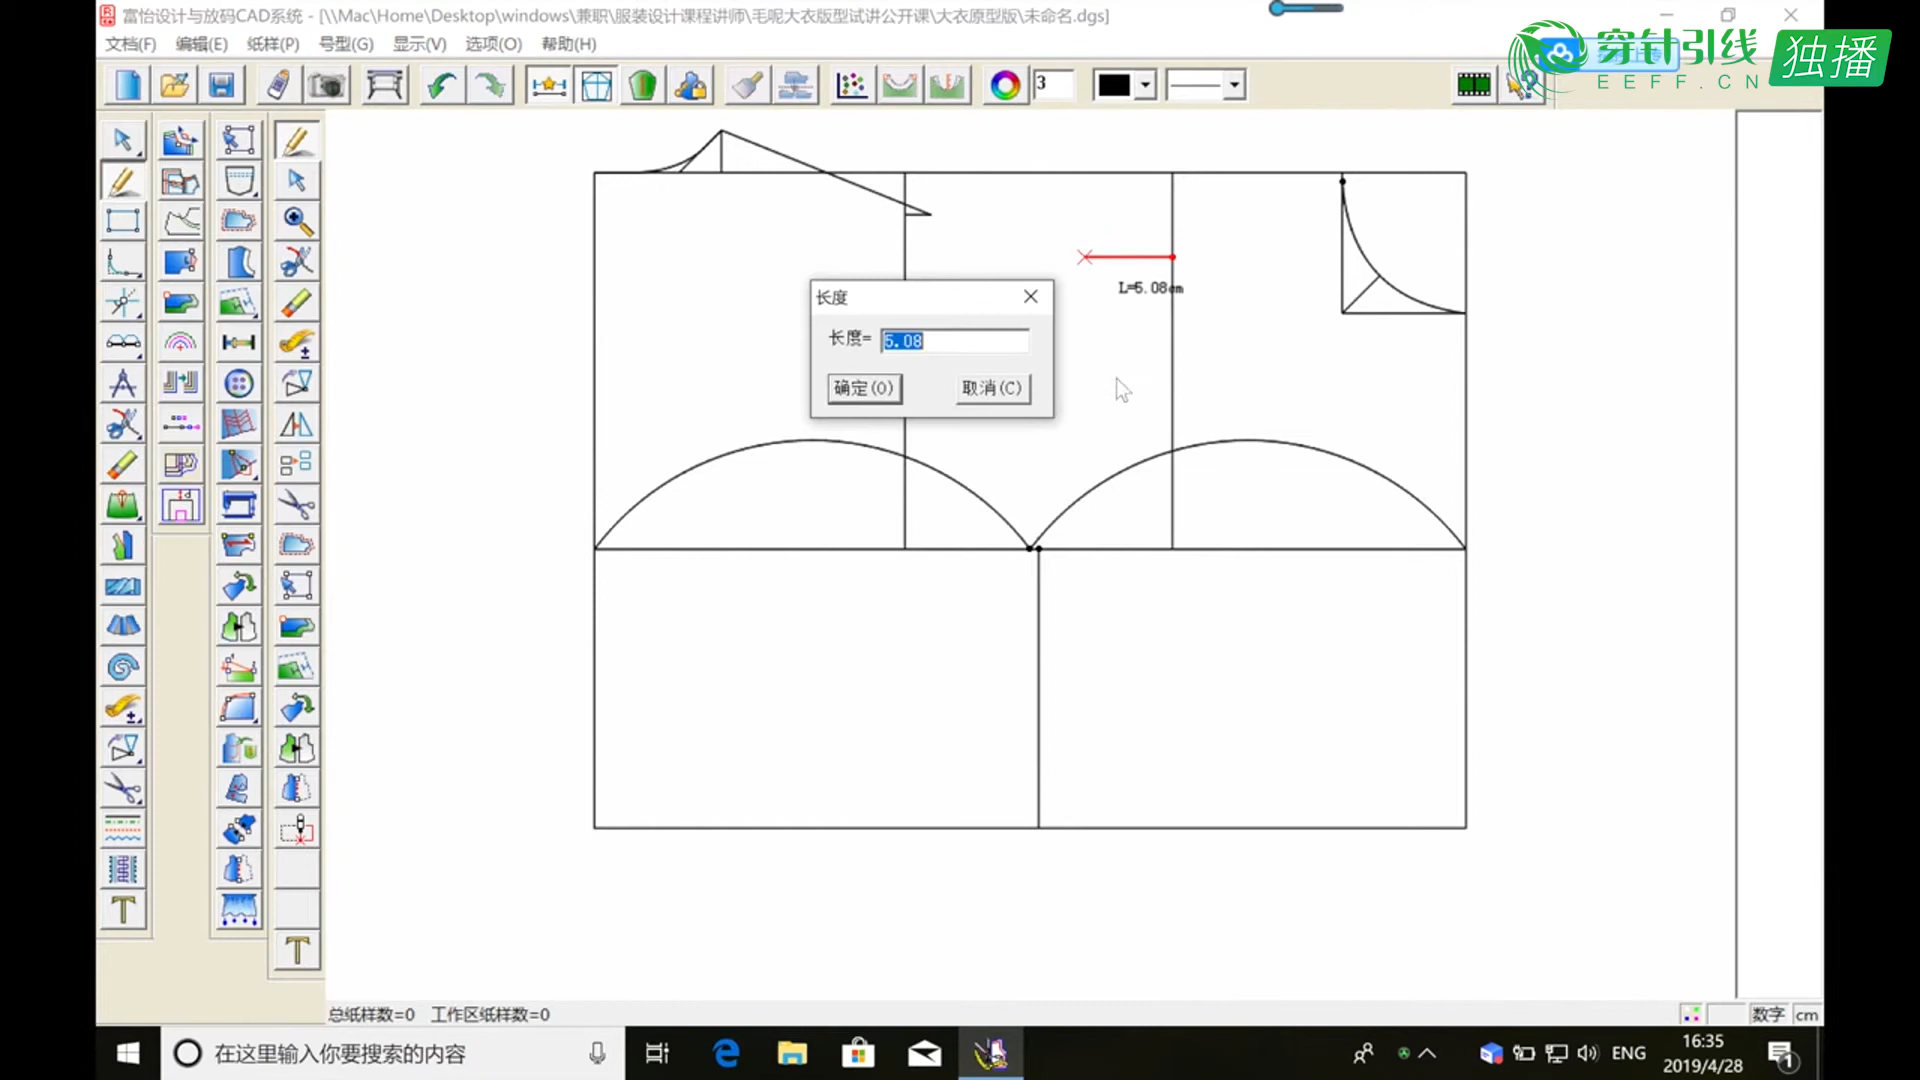 富怡设计与放码CAD系统 - [\\Mac\Home\Desktop\windows\兼职\服装设计课程讲师\毛呢大衣版型试讲公开课\大衣原型版\未命名.dgs]
文档(F) 编辑(E) 纸样(P) 号型(G) 显示(V) 选项(O) 帮助(H)
穿针引线
EEFF.CN
独播
3
L=5.08cm
长度
长度= 5.08
确定(O) 取消(C)
总纸样数=0 工作区纸样数=0
数字 cm
在这里输入你要搜索的内容
ENG
16:35
2019/4/28
1